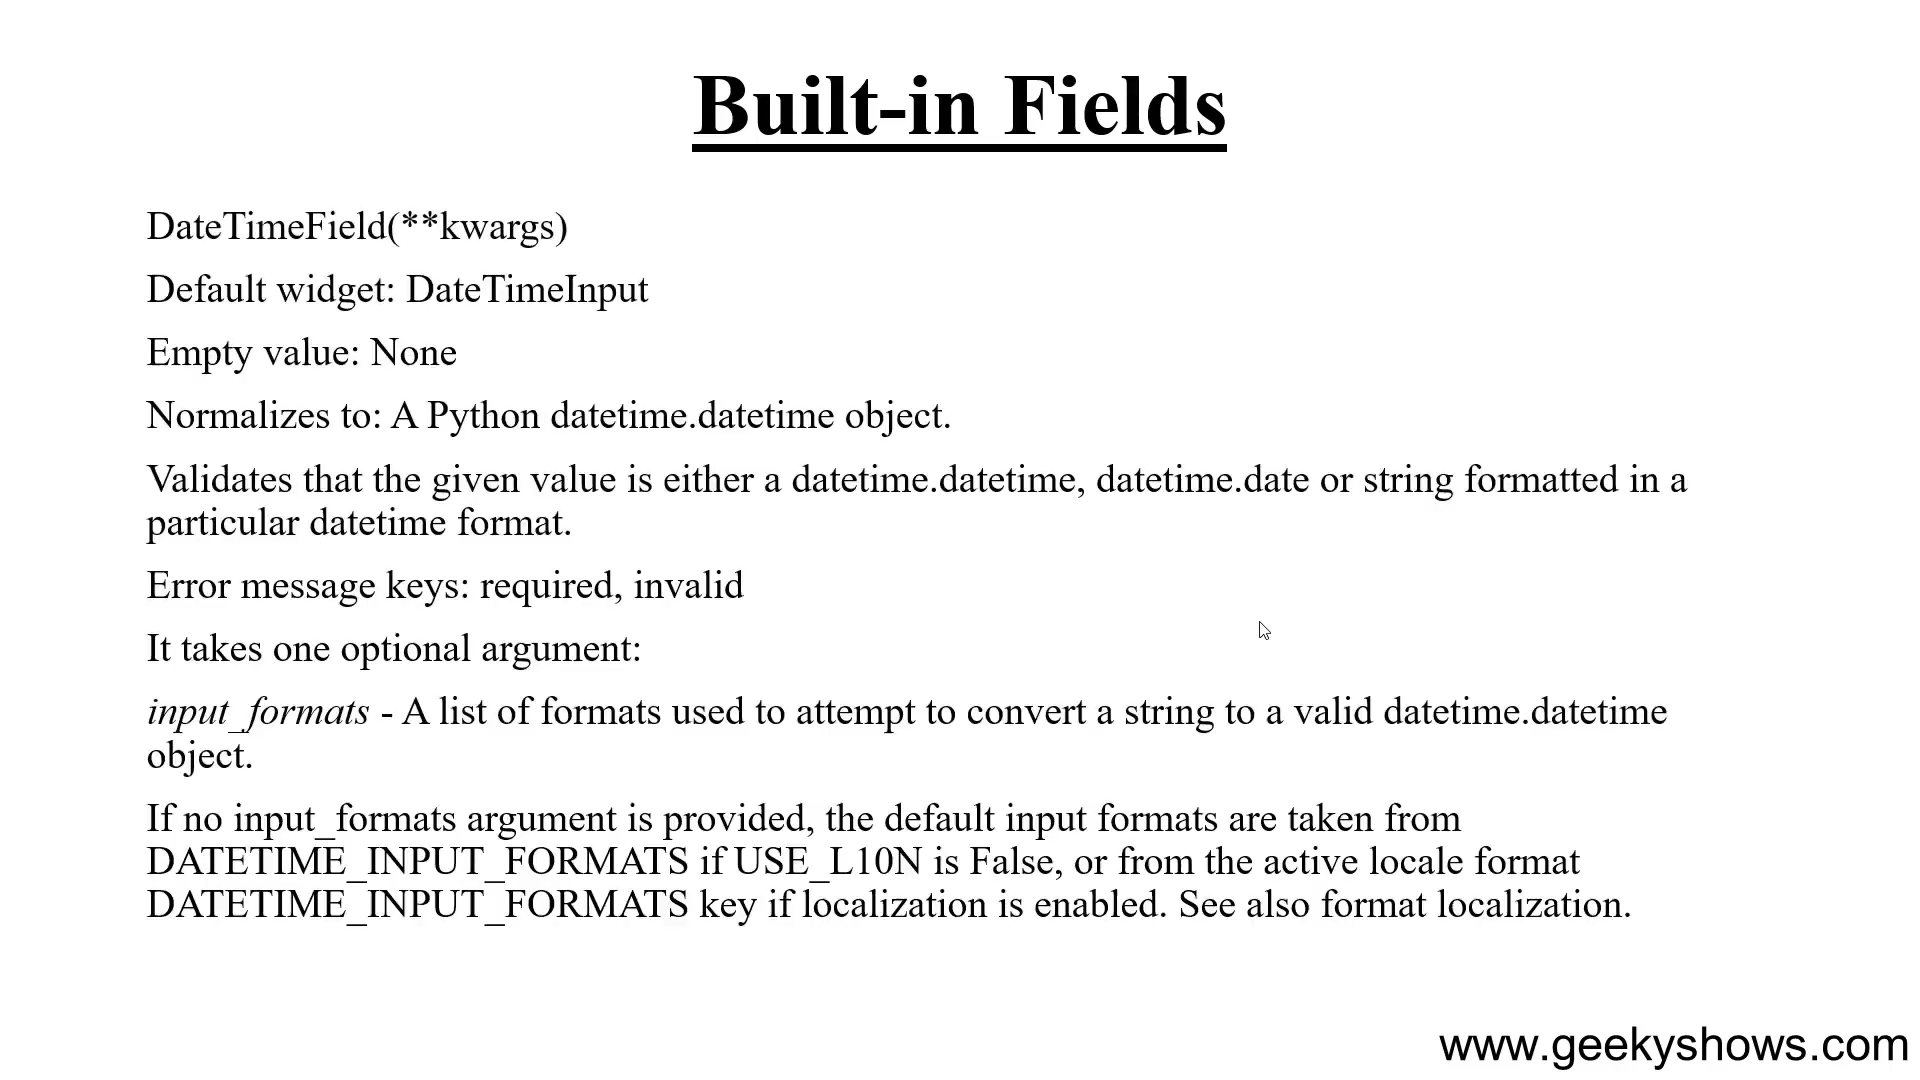 Built-in Fields
DateTimeField(**kwargs)
Default widget: DateTimeInput
Empty value: None
Normalizes to: A Python datetime.datetime object.
Validates that the given value is either a datetime.datetime, datetime.date or string formatted in a
particular datetime format.
Error message keys: required, invalid
It takes one optional argument:
input_formats - A list of formats used to attempt to convert a string to a valid datetime.datetime
object.
If no input_formats argument is provided, the default input formats are taken from
DATETIME_INPUT_FORMATS if USE_L10N is False, or from the active locale format
DATETIME_INPUT_FORMATS key if localization is enabled. See also format localization.
www.geekyshows.com